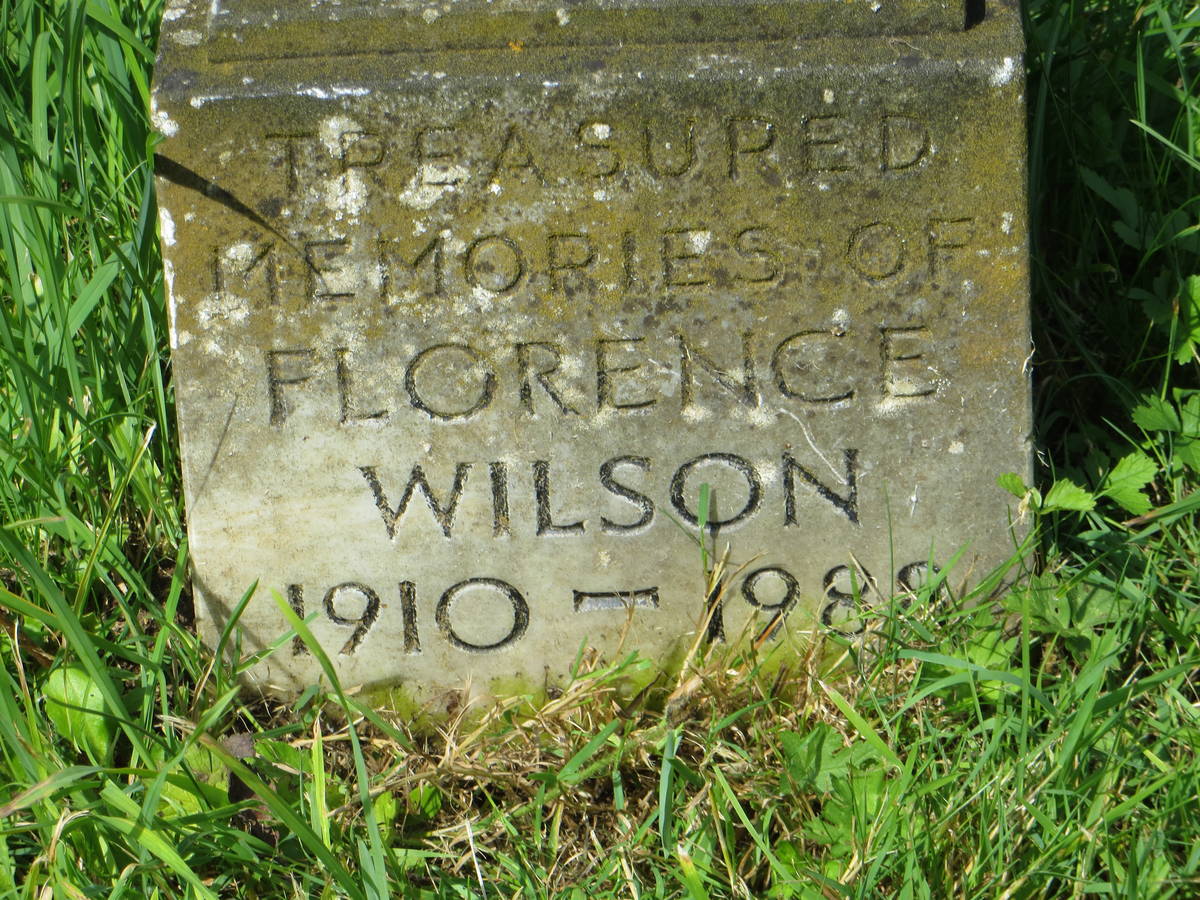 TREASURED
MEMORIES OF
FLORENCE
WILSON
1910 –